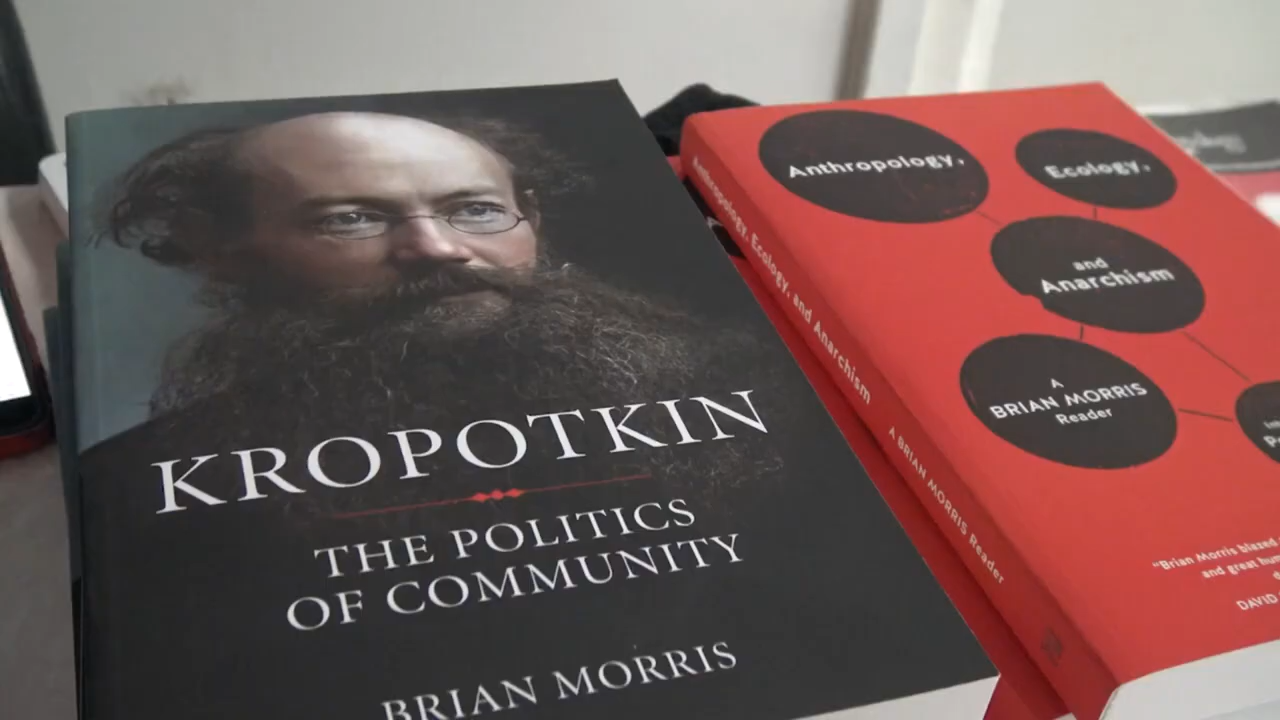 KROPOTKIN
THE POLITICS
OF COMMUNITY
BRIAN MORRIS
Anthropology, Ecology, and Anarchism
A BRIAN MORRIS Reader
Anthropology,
Ecology,
and
Anarchism
A
BRIAN MORRIS
Reader
"Brian Morris blazed
and great
DAVID